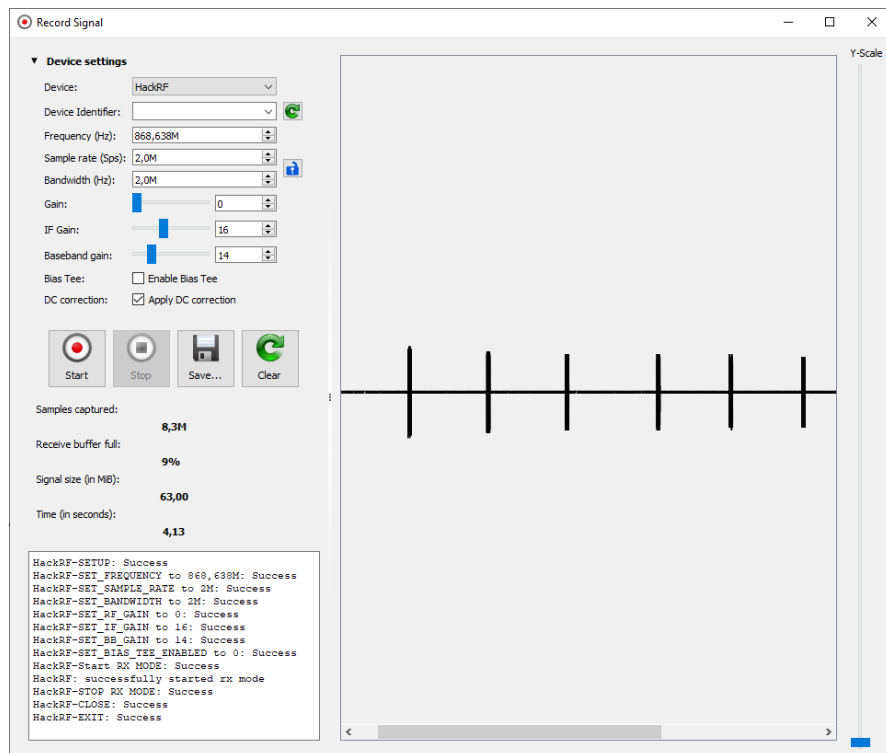 Record Signal
Device settings
Y-Scale
Device: HackRF
Device Identifier:
Frequency (Hz): 868,638M
Sample rate (Sps): 2,0M
Bandwidth (Hz): 2,0M
Gain: 0
IF Gain: 16
Baseband gain: 14
Bias Tee: Enable Bias Tee
DC correction: Apply DC correction
Start Stop Save... Clear
Samples captured:
8,3M
Receive buffer full:
9%
Signal size (in MiB):
63,00
Time (in seconds):
4,13
HackRF-SETUP: Success
HackRF-SET_FREQUENCY to 868,638M: Success
HackRF-SET_SAMPLE_RATE to 2M: Success
HackRF-SET_BANDWIDTH to 2M: Success
HackRF-SET_RF_GAIN to 0: Success
HackRF-SET_IF_GAIN to 16: Success
HackRF-SET_BB_GAIN to 14: Success
HackRF-SET_BIAS_TEE_ENABLED to 0: Success
HackRF-Start RX MODE: Success
HackRF: successfully started rx mode
HackRF-STOP RX MODE: Success
HackRF-CLOSE: Success
HackRF-EXIT: Success